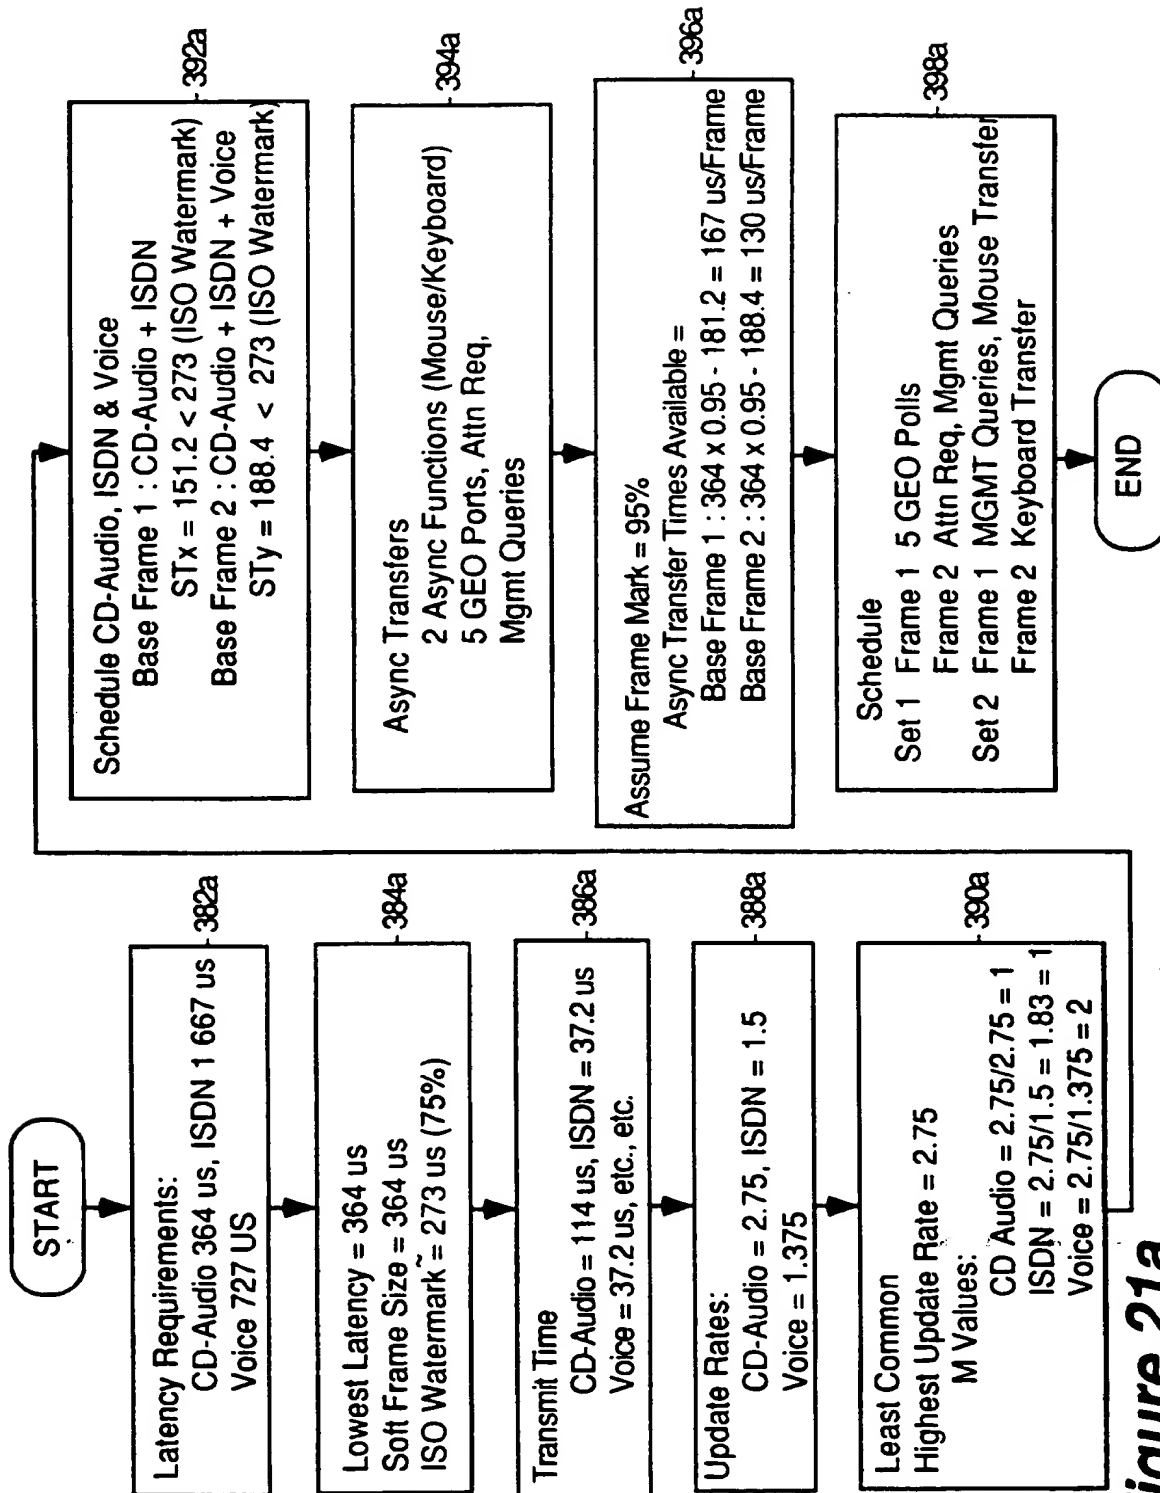 START
Latency Requirements:
CD-Audio 364 us, ISDN 1 667 us
Voice 727 US
382a
Lowest Latency = 364 us
Soft Frame Size = 364 us
ISO Watermark ~= 273 us (75%)
384a
Transmit Time
CD-Audio = 114 us, ISDN = 37.2 us
Voice = 37.2 us, etc., etc.
386a
Update Rates:
CD-Audio = 2.75, ISDN = 1.5
Voice = 1.375
388a
Least Common
Highest Update Rate = 2.75
M Values:
CD Audio = 2.75/2.75 = 1
ISDN = 2.75/1.5 = 1.83 = 1
Voice = 2.75/1.375 = 2
390a
Schedule CD-Audio, ISDN & Voice
Base Frame 1 : CD-Audio + ISDN
STx = 151.2 < 273 (ISO Watermark)
Base Frame 2 : CD-Audio + ISDN + Voice
STy = 188.4 < 273 (ISO Watermark)
392a
Async Transfers
2 Async Functions (Mouse/Keyboard)
5 GEO Ports, Attn Req,
Mgmt Queries
394a
Assume Frame Mark = 95%
Async Transfer Times Available =
Base Frame 1 : 364 x 0.95 - 181.2 = 167 us/Frame
Base Frame 2 : 364 x 0.95 - 188.4 = 130 us/Frame
396a
Schedule
Set 1 Frame 1 5 GEO Polls
Frame 2 Attn Req, Mgmt Queries
Set 2 Frame 1 MGMT Queries, Mouse Transfer
Frame 2 Keyboard Transfer
398a
END
igure 21a